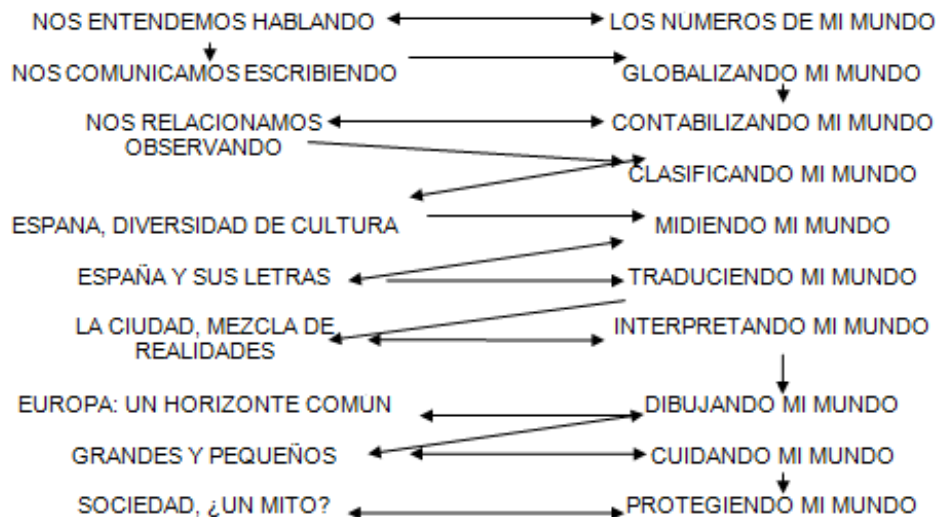 NOS ENTENDEMOS HABLANDO LOS NÚMEROS DE MI MUNDO
NOS COMUNICAMOS ESCRIBIENDO GLOBALIZANDO MI MUNDO
NOS RELACIONAMOS CONTABILIZANDO MI MUNDO
OBSERVANDO
CLASIFICANDO MI MUNDO
ESPANA, DIVERSIDAD DE CULTURA MIDIENDO MI MUNDO
ESPAÑA Y SUS LETRAS TRADUCIENDO MI MUNDO
LA CIUDAD, MEZCLA DE INTERPRETANDO MI MUNDO
REALIDADES
EUROPA: UN HORIZONTE COMUN DIBUJANDO MI MUNDO
GRANDES Y PEQUEÑOS CUIDANDO MI MUNDO
SOCIEDAD, ¿UN MITO? PROTEGIENDO MI MUNDO